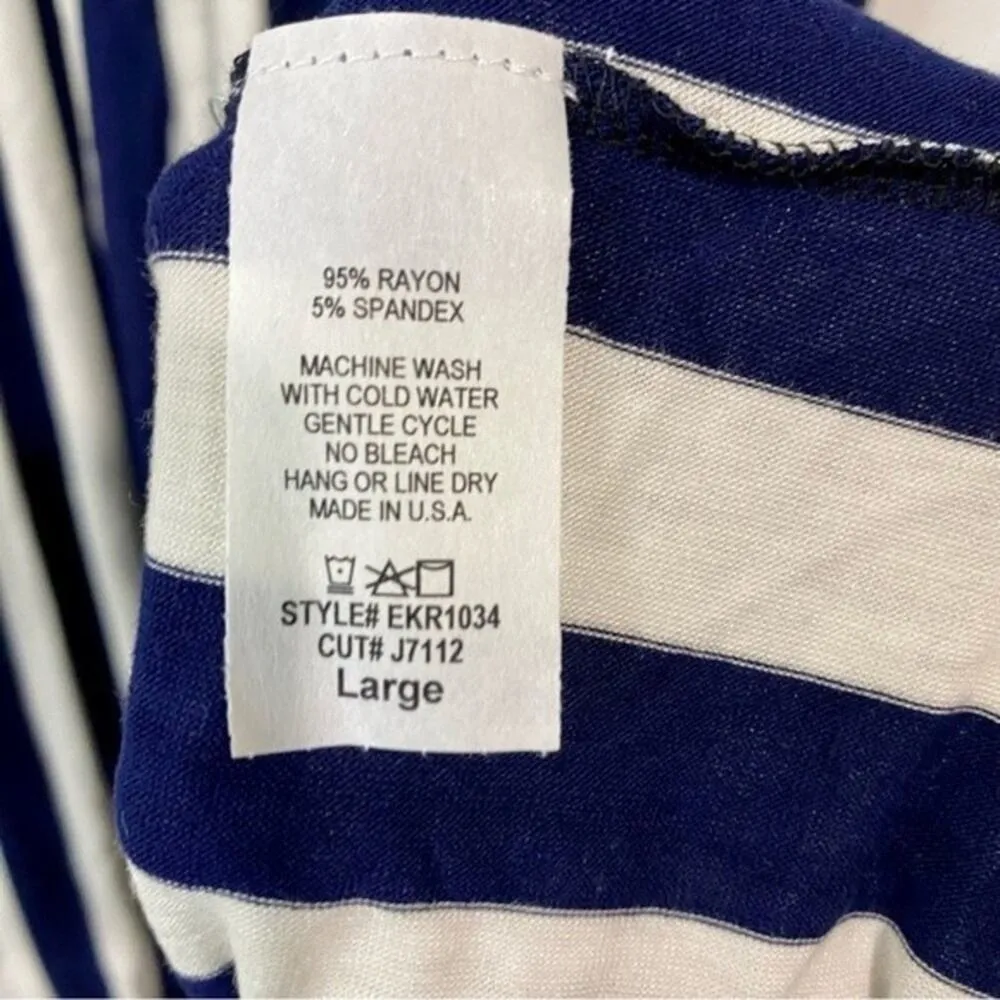 95% RAYON
5% SPANDEX
MACHINE WASH
WITH COLD WATER
GENTLE CYCLE
NO BLEACH
HANG OR LINE DRY
MADE IN U.S.A.
STYLE# EKR1034
CUT# J7112
Large